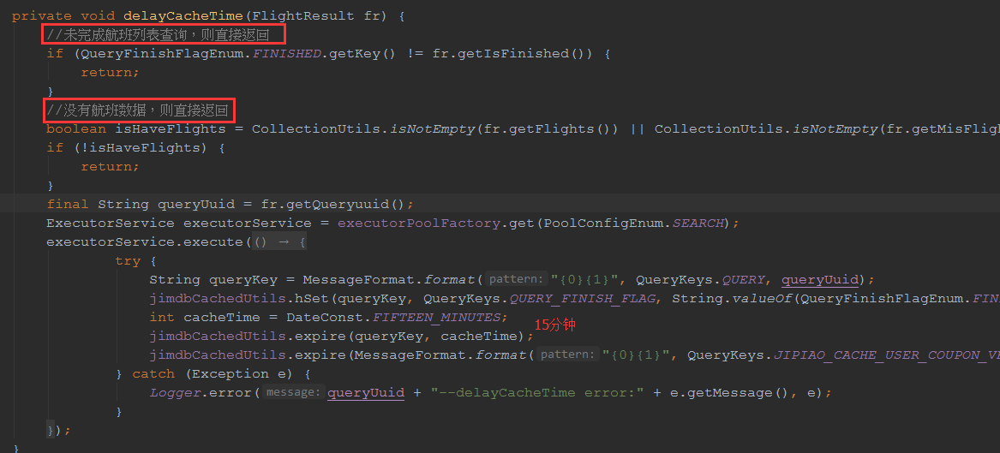 private void delayCacheTime(FlightResult fr) {
//未完成航班列表查询，则直接返回
if (QueryFinishFlagEnum.FINISHED.getKey() != fr.getIsFinished()) {
return;
}
//没有航班数据，则直接返回
boolean isHaveFlights = CollectionUtils.isNotEmpty(fr.getFlights()) || CollectionUtils.isNotEmpty(fr.getMisFligh
if (!isHaveFlights) {
return;
}
final String queryUuid = fr.getQueryuuid();
ExecutorService executorService = executorPoolFactory.get(PoolConfigEnum.SEARCH);
executorService.execute(() → {
try {
String queryKey = MessageFormat.format( pattern: "{0}{1}", QueryKeys.QUERY, queryUuid);
jimdbCachedUtils.hSet(queryKey, QueryKeys.QUERY_FINISH_FLAG, String.valueOf(QueryFinishFlagEnum.FIN
int cacheTime = DateConst.FIFTEEN_MINUTES; 15分钟
jimdbCachedUtils.expire(queryKey, cacheTime);
jimdbCachedUtils.expire(MessageFormat.format( pattern: "{0}{1}", QueryKeys.JIPIAO_CACHE_USER_COUPON_VE
} catch (Exception e) {
Logger.error( message: queryUuid + "--delayCacheTime error:" + e.getMessage(), e);
}
});
}